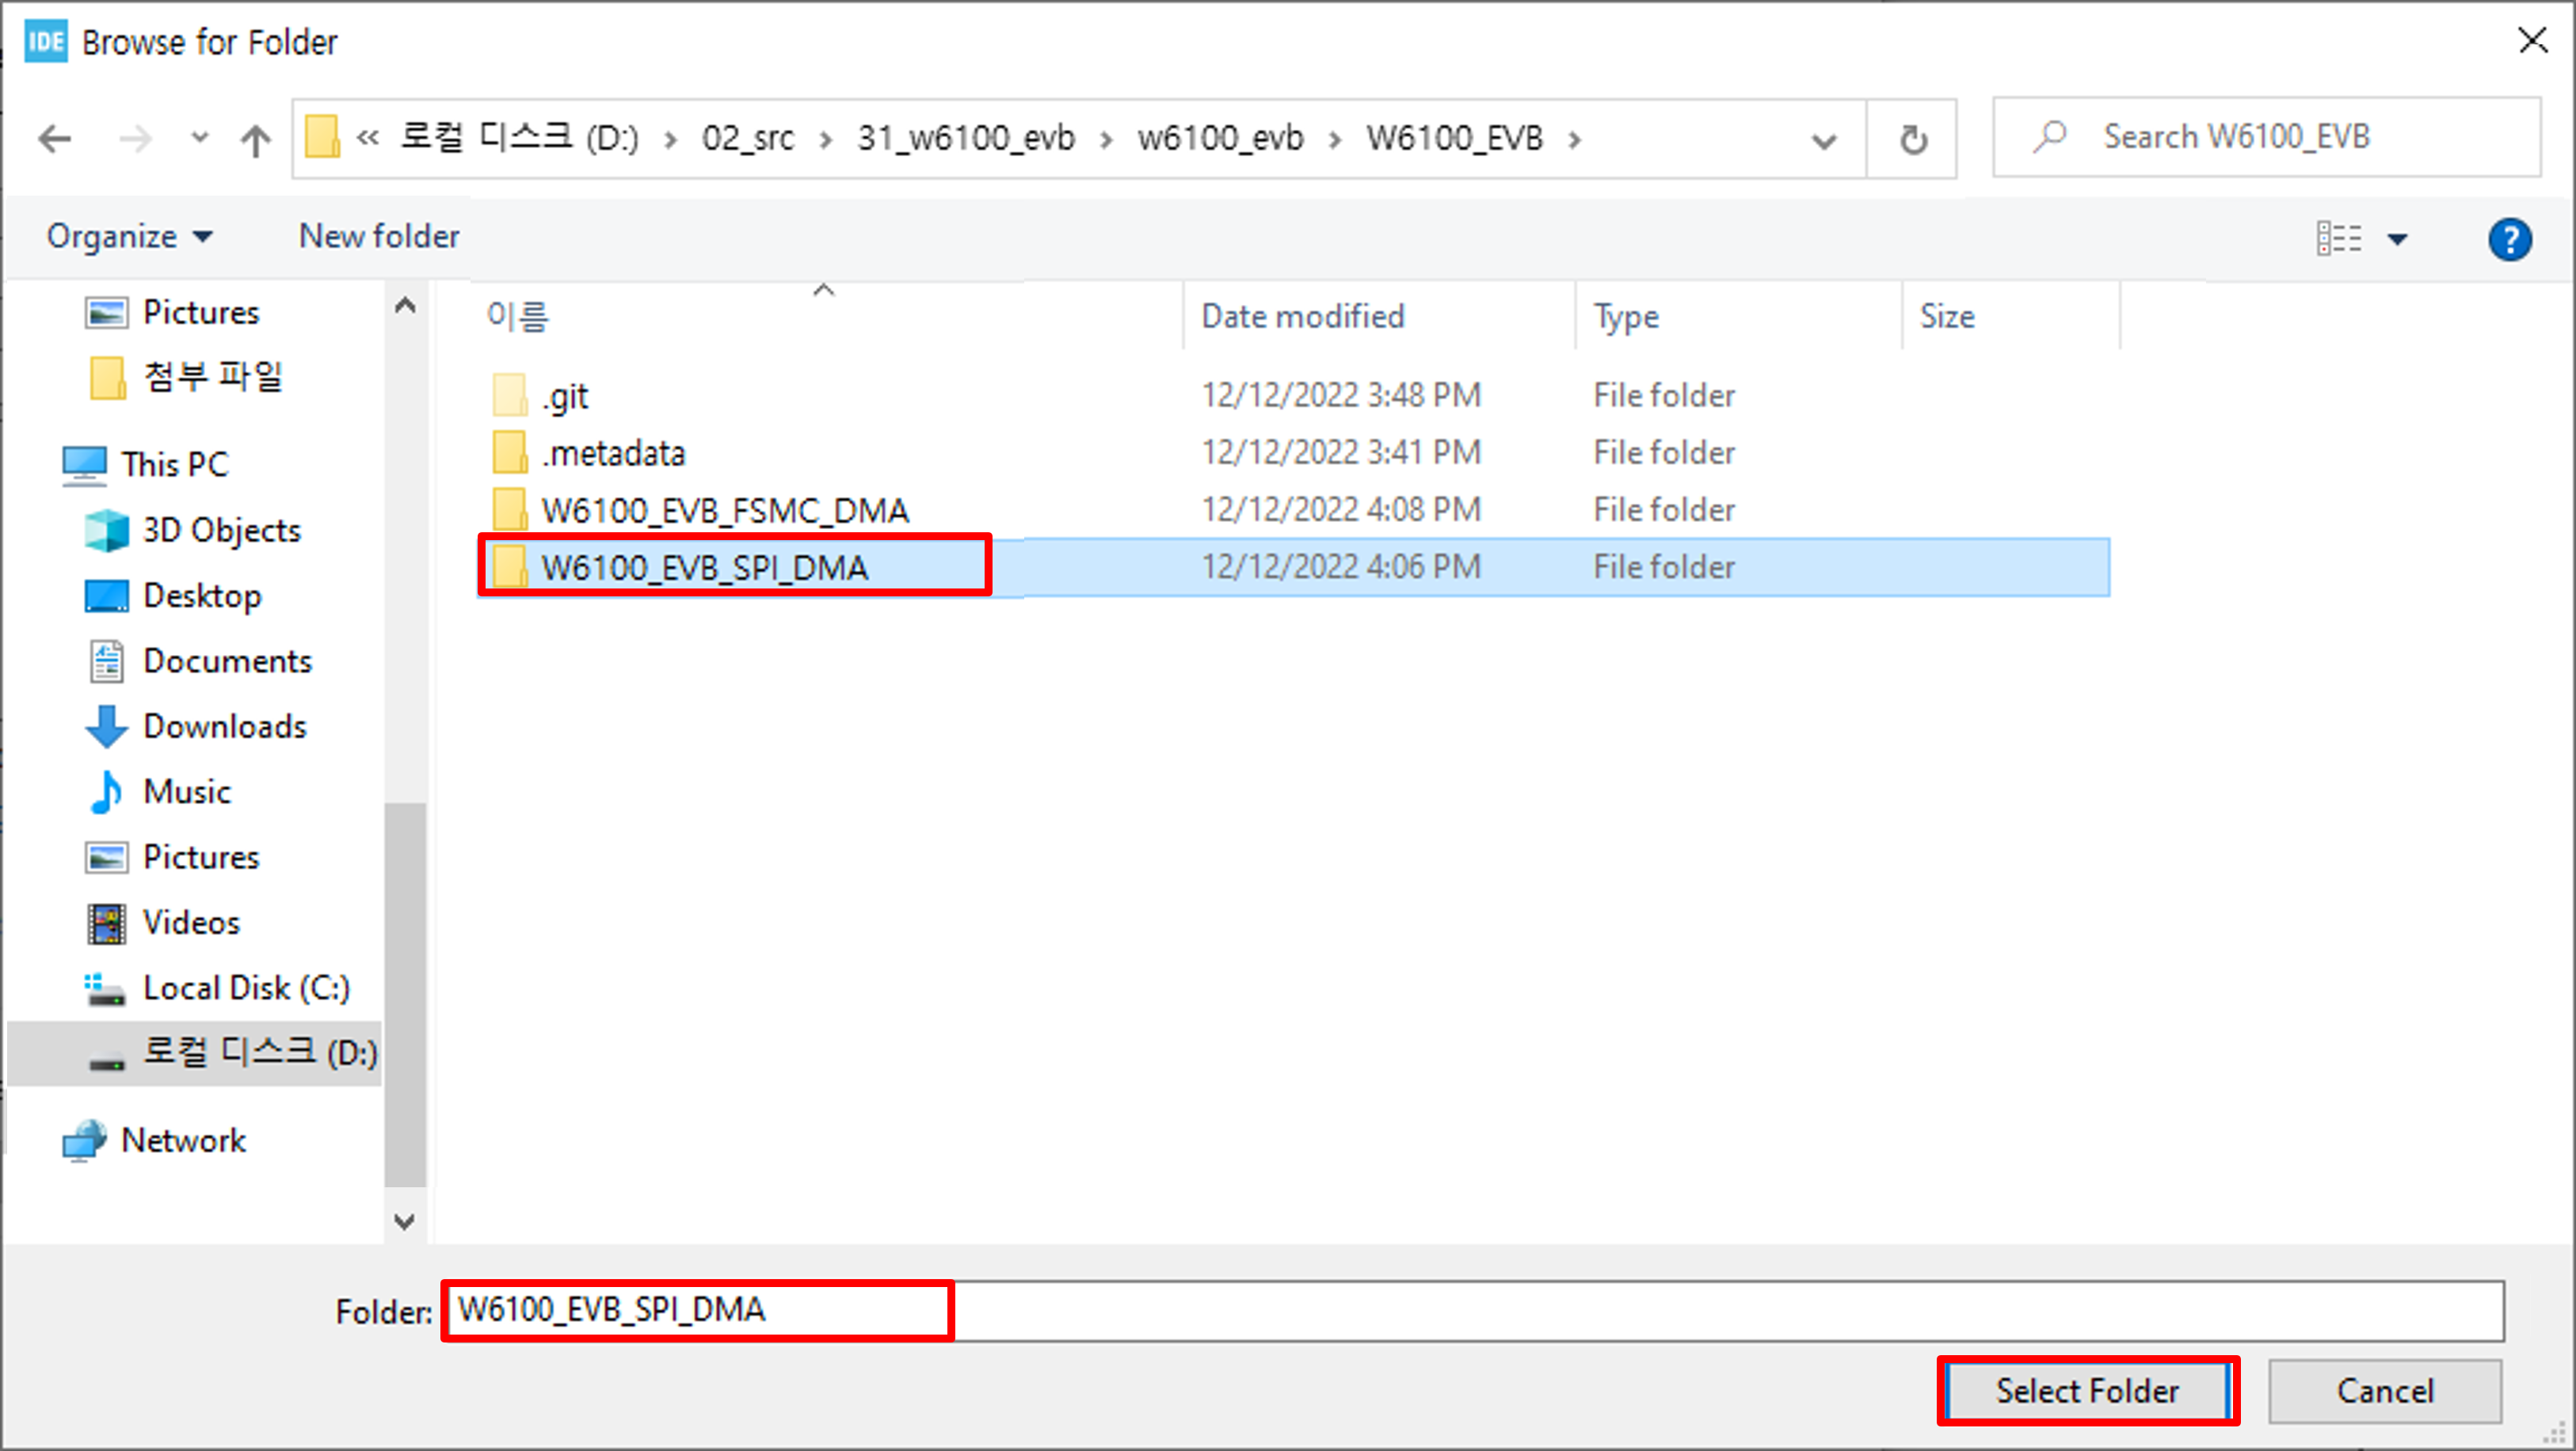 IDE Browse for Folder
« 로컬 디스크 (D:) › 02_src › 31_w6100_evb › w6100_evb › W6100_EVB ›
Search W6100_EVB
Organize New folder
?
Pictures
첨부 파일
This PC
3D Objects
Desktop
Documents
Downloads
Music
Pictures
Videos
Local Disk (C:)
로컬 디스크 (D:)
Network
이름 Date modified Type Size
.git 12/12/2022 3:48 PM File folder
.metadata 12/12/2022 3:41 PM File folder
W6100_EVB_FSMC_DMA 12/12/2022 4:08 PM File folder
W6100_EVB_SPI_DMA 12/12/2022 4:06 PM File folder
Folder: W6100_EVB_SPI_DMA
Select Folder Cancel